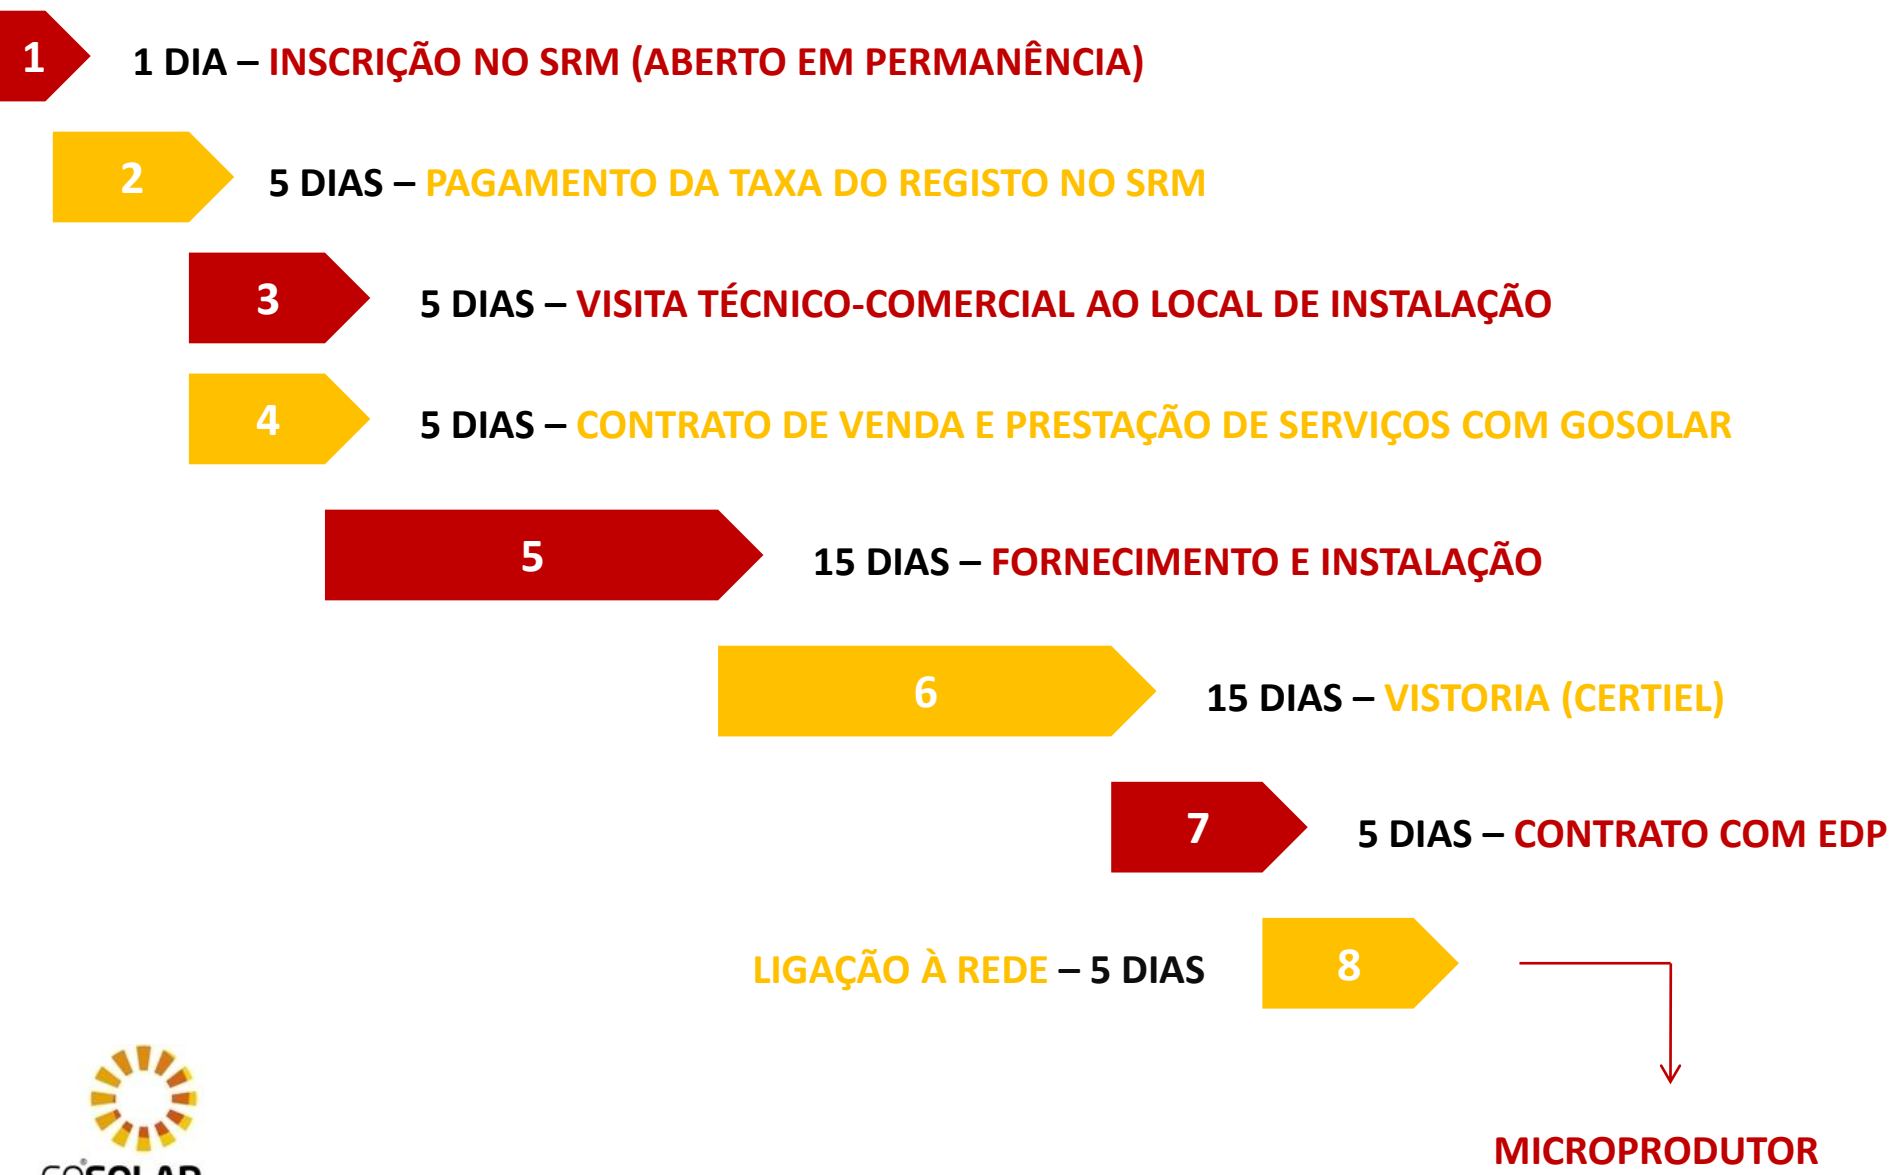 1 1 DIA – INSCRIÇÃO NO SRM (ABERTO EM PERMANÊNCIA)
2 5 DIAS – PAGAMENTO DA TAXA DO REGISTO NO SRM
3 5 DIAS – VISITA TÉCNICO-COMERCIAL AO LOCAL DE INSTALAÇÃO
4 5 DIAS – CONTRATO DE VENDA E PRESTAÇÃO DE SERVIÇOS COM GOSOLAR
5 15 DIAS – FORNECIMENTO E INSTALAÇÃO
6 15 DIAS – VISTORIA (CERTIEL)
7 5 DIAS – CONTRATO COM EDP
LIGAÇÃO À REDE – 5 DIAS 8
MICROPRODUTOR
GO®SOLAR